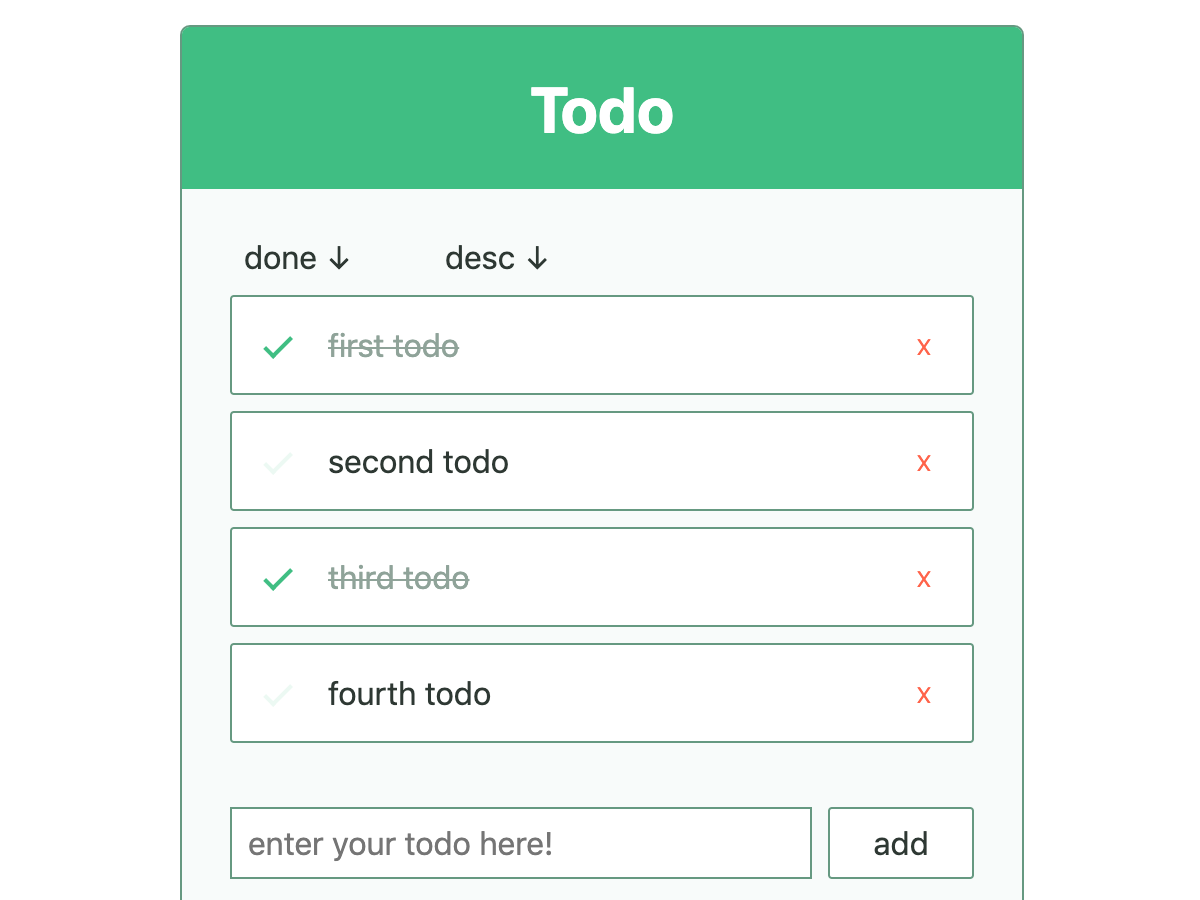 Todo
done ↓ desc ↓
first todo x
second todo x
third todo x
fourth todo x
enter your todo here! add